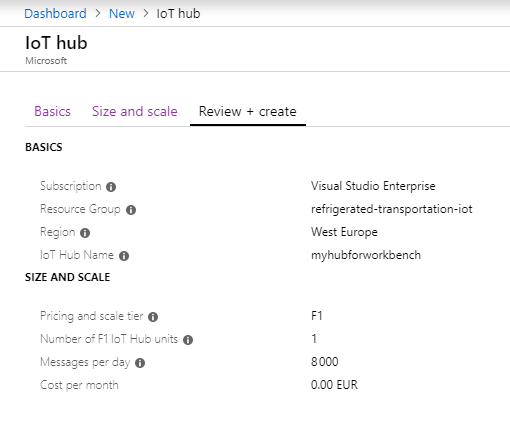 Dashboard > New > IoT hub
IoT hub
Microsoft
Basics Size and scale Review + create
BASICS
Subscription Visual Studio Enterprise
Resource Group refrigerated-transportation-iot
Region West Europe
IoT Hub Name myhubforworkbench
SIZE AND SCALE
Pricing and scale tier F1
Number of F1 IoT Hub units 1
Messages per day 8000
Cost per month 0.00 EUR